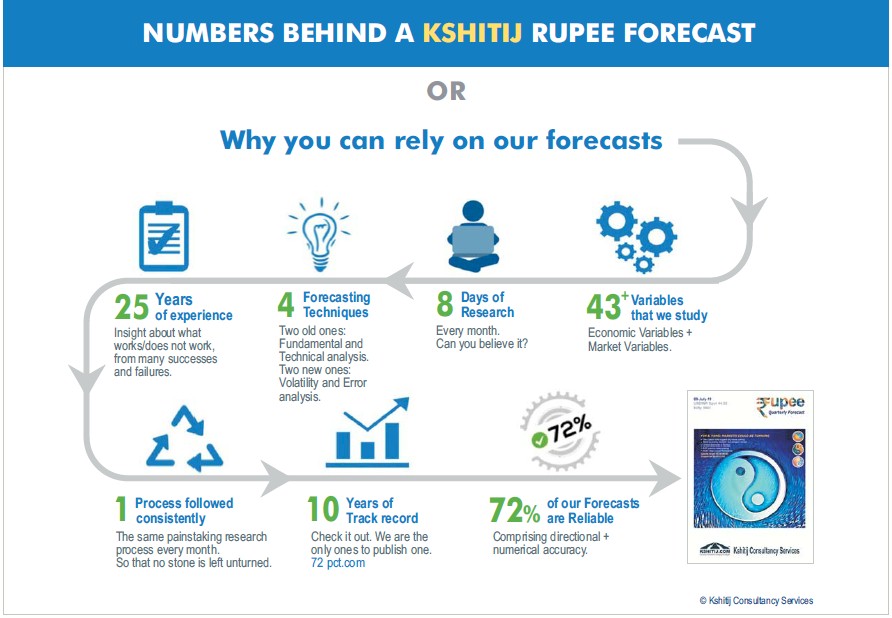 NUMBERS BEHIND A KSHITIJ RUPEE FORECAST
OR
Why you can rely on our forecasts
43+ Variables
that we study
Economic Variables +
Market Variables.
8 Days of
Research
Every month.
Can you believe it?
4 Forecasting
Techniques
Two old ones:
Fundamental and
Technical analysis.
Two new ones:
Volatility and Error
analysis.
25 Years
of experience
Insight about what
works/does not work,
from many successes
and failures.
1 Process followed
consistently
The same painstaking research
process every month.
So that no stone is left unturned.
10 Years of
Track record
Check it out. We are the
only ones to publish one.
72 pct.com
72%
72% of our Forecasts
are Reliable
Comprising directional +
numerical accuracy.
₹upee
Quarterly Forecast
KSHITIJ.COM Kshitij Consultancy Services
© Kshitij Consultancy Services